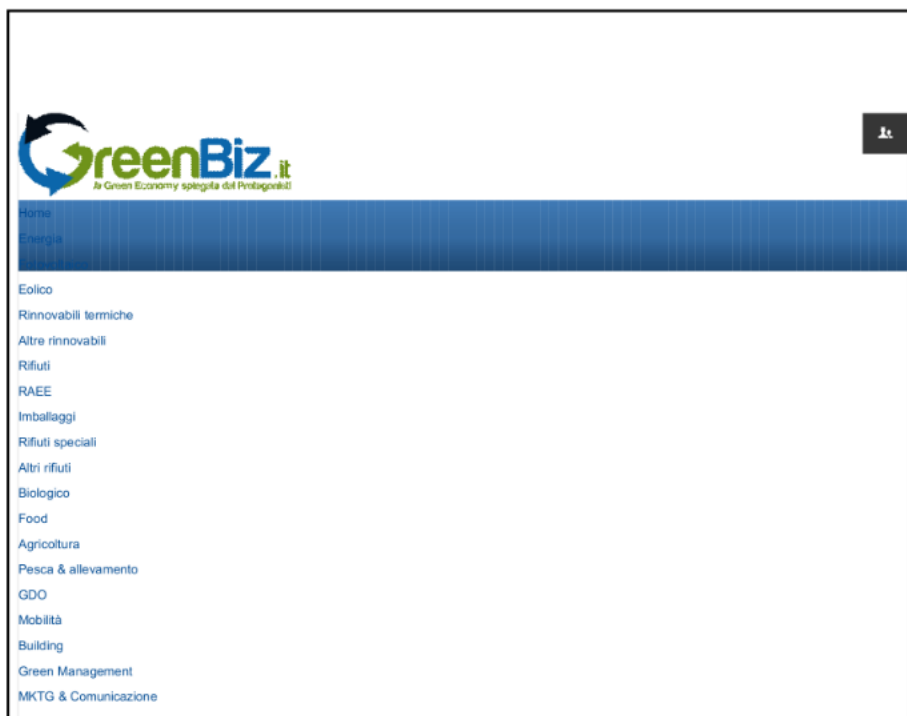 GreenBiz.it
la Green Economy spiegata dai Protagonisti
Home
Energia
Eolico
Rinnovabili termiche
Altre rinnovabili
Rifiuti
RAEE
Imballaggi
Rifiuti speciali
Altri rifiuti
Biologico
Food
Agricoltura
Pesca & allevamento
GDO
Mobilità
Building
Green Management
MKTG & Comunicazione